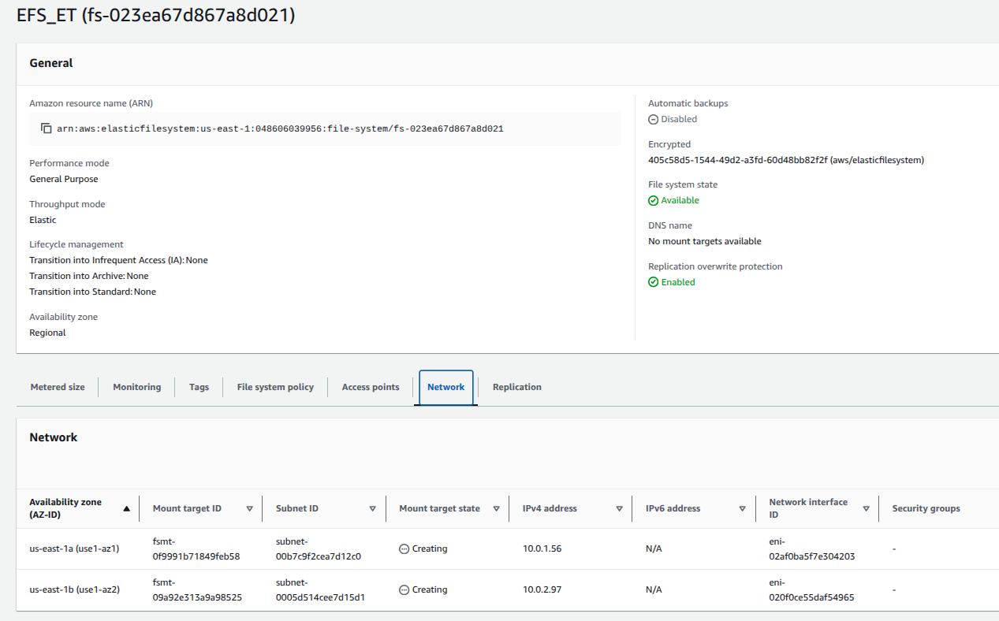 EFS_ET (fs-023ea67d867a8d021)
General
Amazon resource name (ARN)
arn:aws:elasticfilesystem:us-east-1:048606039956:file-system/fs-023ea67d867a8d021
Performance mode
General Purpose
Throughput mode
Elastic
Lifecycle management
Transition into Infrequent Access (IA): None
Transition into Archive: None
Transition into Standard: None
Availability zone
Regional
Automatic backups
Disabled
Encrypted
405c58d5-1544-49d2-a3fd-60d48bb82f2f (aws/elasticfilesystem)
File system state
Available
DNS name
No mount targets available
Replication overwrite protection
Enabled
Metered size Monitoring Tags File system policy Access points Network Replication
Network
Availability zone (AZ-ID) Mount target ID Subnet ID Mount target state IPv4 address IPv6 address Network interface ID Security groups
us-east-1a (use1-az1) fsmt-0f9991b71849feb58 subnet-00b7c9f2cea7d12c0 Creating 10.0.1.56 N/A eni-02af0ba5f7e304203 -
us-east-1b (use1-az2) fsmt-09a92e313a9a98525 subnet-0005d514cee7d15d1 Creating 10.0.2.97 N/A eni-020f0ce55daf54965 -